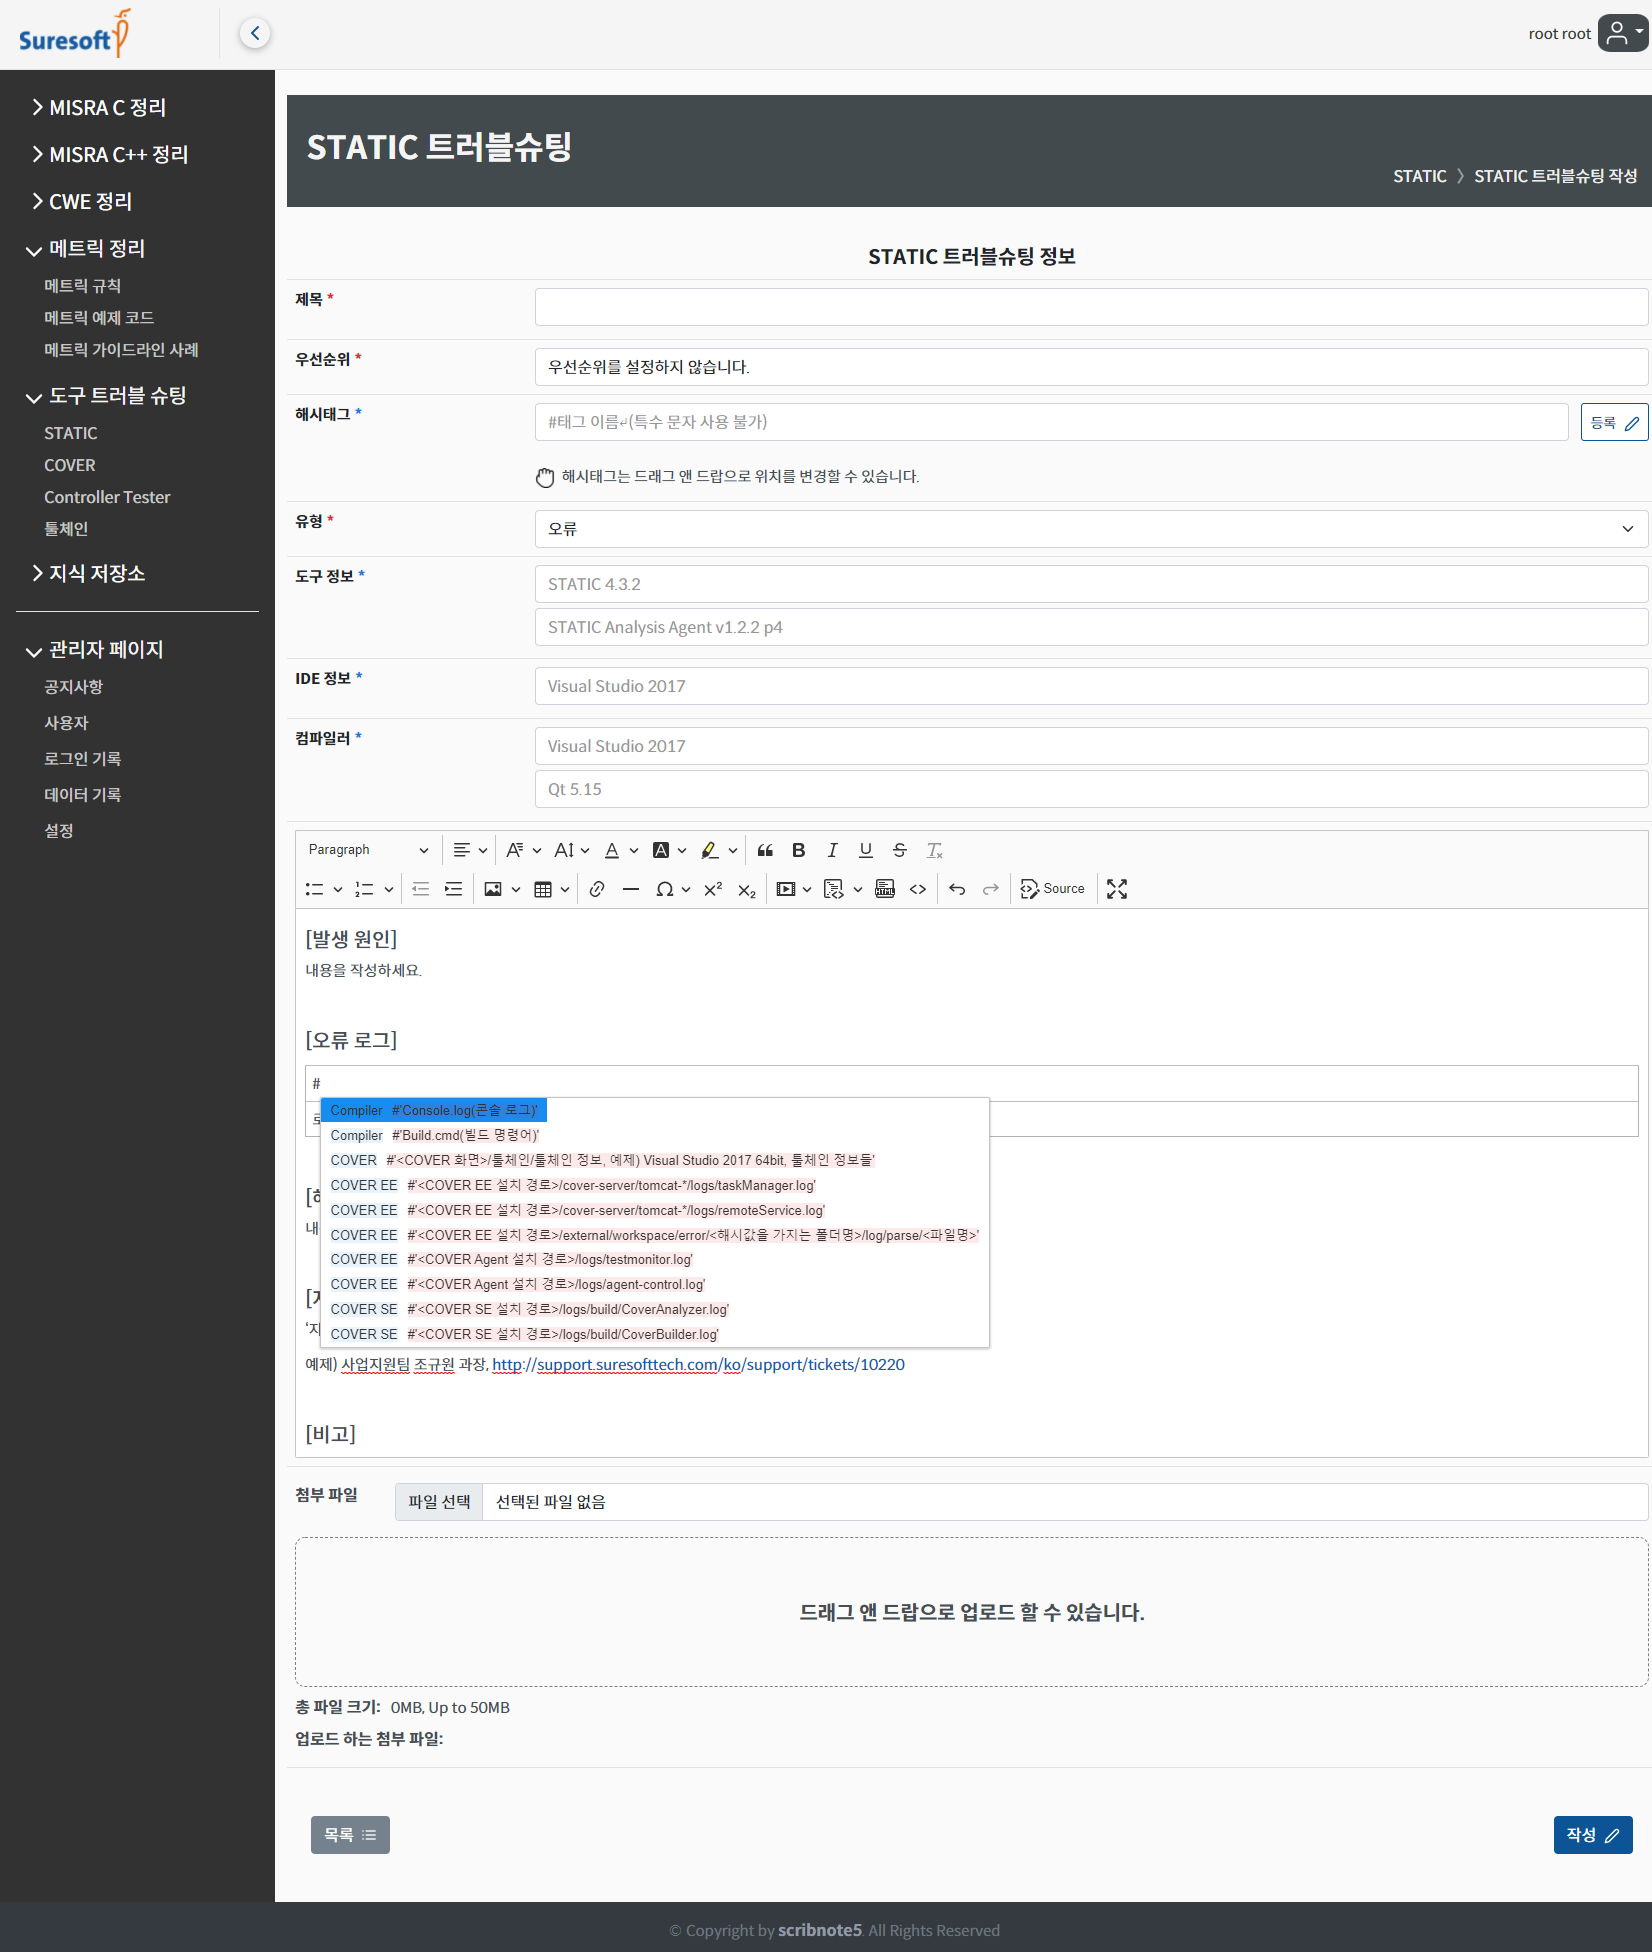 Suresoft
root root
MISRA C 정리
MISRA C++ 정리
CWE 정리
메트릭 정리
메트릭 규칙
메트릭 예제 코드
메트릭 가이드라인 사례
도구 트러블 슈팅
STATIC
COVER
Controller Tester
툴체인
지식 저장소
관리자 페이지
공지사항
사용자
로그인 기록
데이터 기록
설정
STATIC 트러블슈팅
STATIC 〉 STATIC 트러블슈팅 작성
STATIC 트러블슈팅 정보
제목 *
우선순위 *
우선순위를 설정하지 않습니다.
해시태그 *
#태그 이름↵(특수 문자 사용 불가)
등록
해시태그는 드래그 앤 드랍으로 위치를 변경할 수 있습니다.
유형 *
오류
도구 정보 *
STATIC 4.3.2
STATIC Analysis Agent v1.2.2 p4
IDE 정보 *
Visual Studio 2017
컴파일러 *
Visual Studio 2017
Qt 5.15
Paragraph
Source
[발생 원인]
내용을 작성하세요.
[오류 로그]
#
Compiler #'Console.log(콘솔 로그)'
Compiler #'Build.cmd(빌드 명령어)'
COVER #'<COVER 화면>/툴체인/툴체인 정보, 예제) Visual Studio 2017 64bit, 툴체인 정보들'
COVER EE #'<COVER EE 설치 경로>/cover-server/tomcat-*/logs/taskManager.log'
COVER EE #'<COVER EE 설치 경로>/cover-server/tomcat-*/logs/remoteService.log'
COVER EE #'<COVER EE 설치 경로>/external/workspace/error/<해시값을 가지는 폴더명>/log/parse/<파일명>'
COVER EE #'<COVER Agent 설치 경로>/logs/testmonitor.log'
COVER EE #'<COVER Agent 설치 경로>/logs/agent-control.log'
COVER SE #'<COVER SE 설치 경로>/logs/build/CoverAnalyzer.log'
COVER SE #'<COVER SE 설치 경로>/logs/build/CoverBuilder.log'
예제) 사업지원팀 조규원 과장, http://support.suresofttech.com/ko/support/tickets/10220
[비고]
첨부 파일
파일 선택 선택된 파일 없음
드래그 앤 드랍으로 업로드 할 수 있습니다.
총 파일 크기: 0MB, Up to 50MB
업로드 하는 첨부 파일:
목록
작성
© Copyright by scribnote5. All Rights Reserved